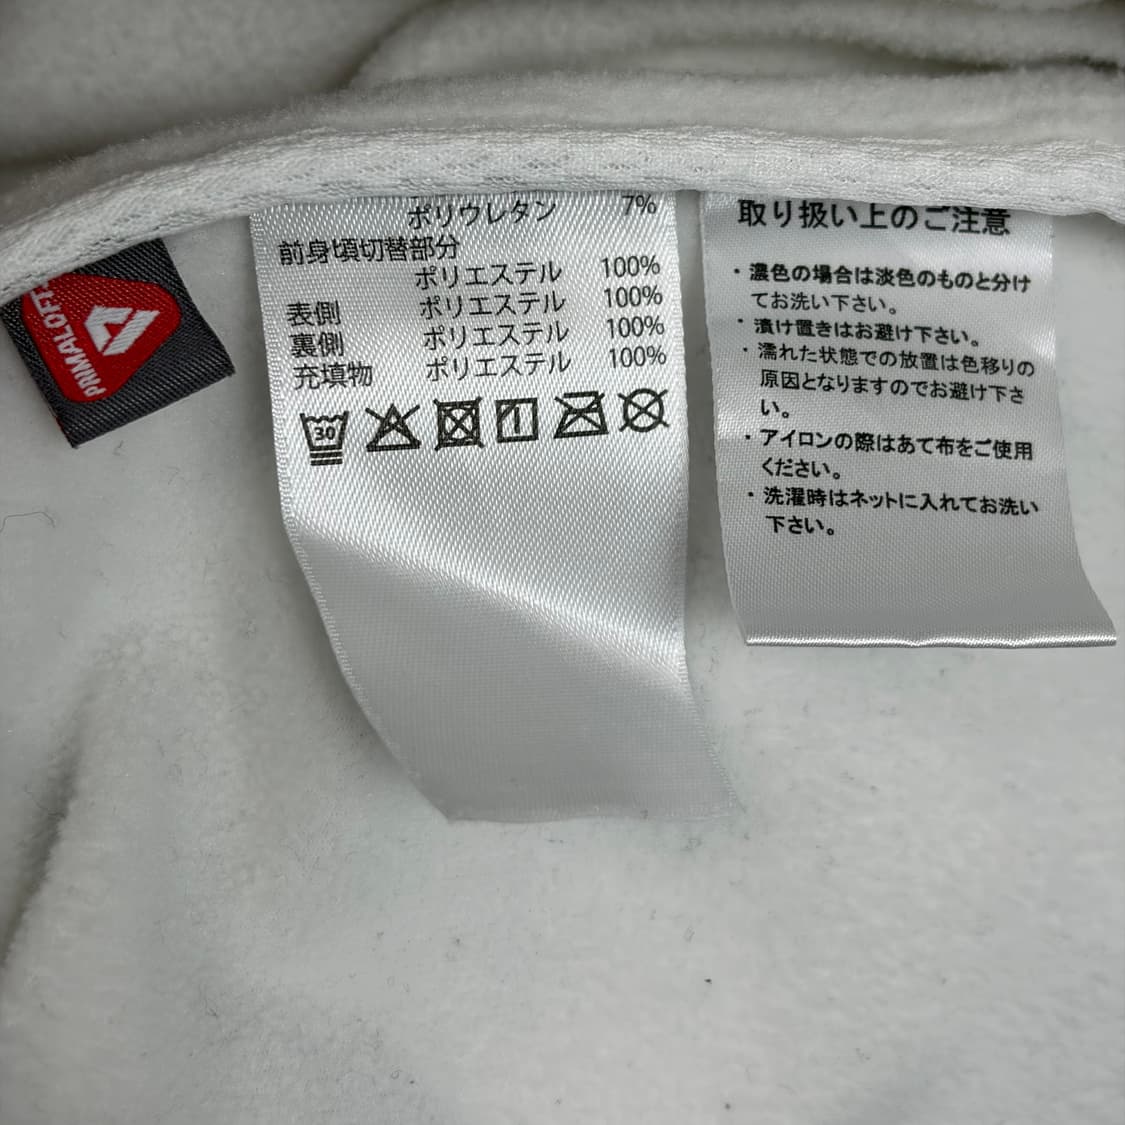 PRIMALOFT
ポリウレタン 7%
前身頃切替部分
ポリエステル 100%
表側 ポリエステル 100%
裏側 ポリエステル 100%
充填物 ポリエステル 100%
30
取り扱い上のご注意
・濃色の場合は淡色のものと分け
てお洗い下さい。
・漬け置きはお避け下さい。
・濡れた状態での放置は色移りの
原因となりますのでお避け下さ
い。
・アイロンの際はあて布をご使用
ください。
・洗濯時はネットに入れてお洗い
下さい。